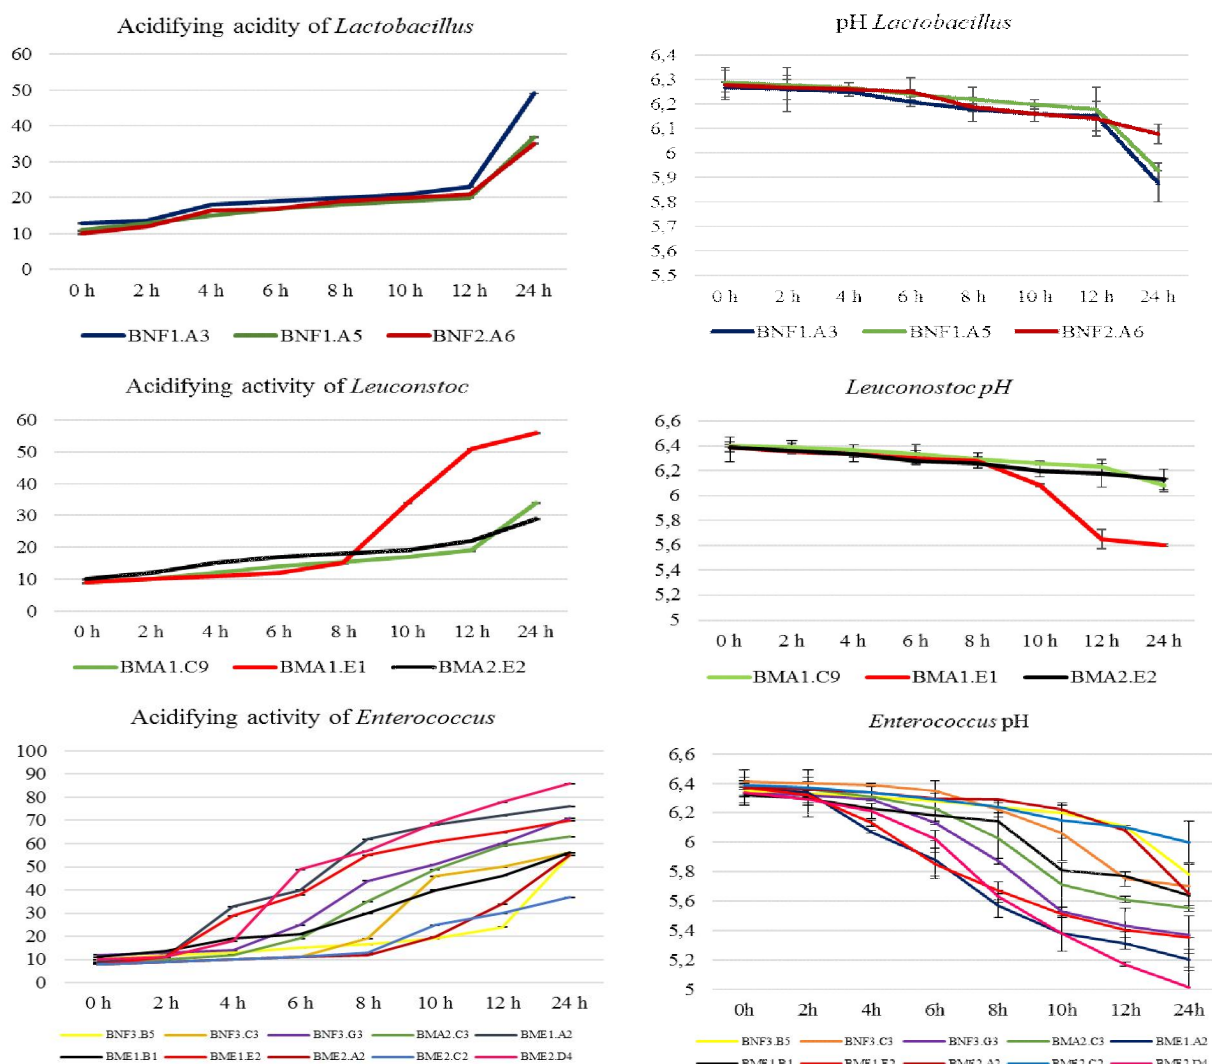 Acidifying acidity of Lactobacillus
60
50
40
30
20
10
0
0 h 2 h 4 h 6 h 8 h 10 h 12 h 24 h
BNF1.A3 BNF1.A5 BNF2.A6
pH Lactobacillus
6,4
6,3
6,2
6,1
6
5,9
5,8
5,7
5,6
5,5
0 h 2 h 4 h 6 h 8 h 10 h 12 h 24 h
BNF1.A3 BNF1.A5 BNF2.A6
Acidifying activity of Leuconstoc
60
50
40
30
20
10
0
0 h 2 h 4 h 6 h 8 h 10 h 12 h 24 h
BMA1.C9 BMA1.E1 BMA2.E2
Leuconostoc pH
6,6
6,4
6,2
6
5,8
5,6
5,4
5,2
5
0 h 2 h 4 h 6 h 8 h 10 h 12 h 24 h
BMA1.C9 BMA1.E1 BMA2.E2
Acidifying activity of Enterococcus
100
90
80
70
60
50
40
30
20
10
0
0 h 2 h 4 h 6 h 8 h 10 h 12 h 24 h
BNF3.B5 BNF3.C3 BNF3.G3 BMA2.C3 BME1.A2
BME1.B1 BME1.E2 BME2.A2 BME2.C2 BME2.D4
Enterococcus pH
6,6
6,4
6,2
6
5,8
5,6
5,4
5,2
5
0h 2h 4h 6h 8h 10h 12h 24h
BNF3.B5 BNF3.C3 BNF3.G3 BMA2.C3 BME1.A2
BME1.B1 BME1.E2 BME2.A2 BME2.C2 BME2.D4